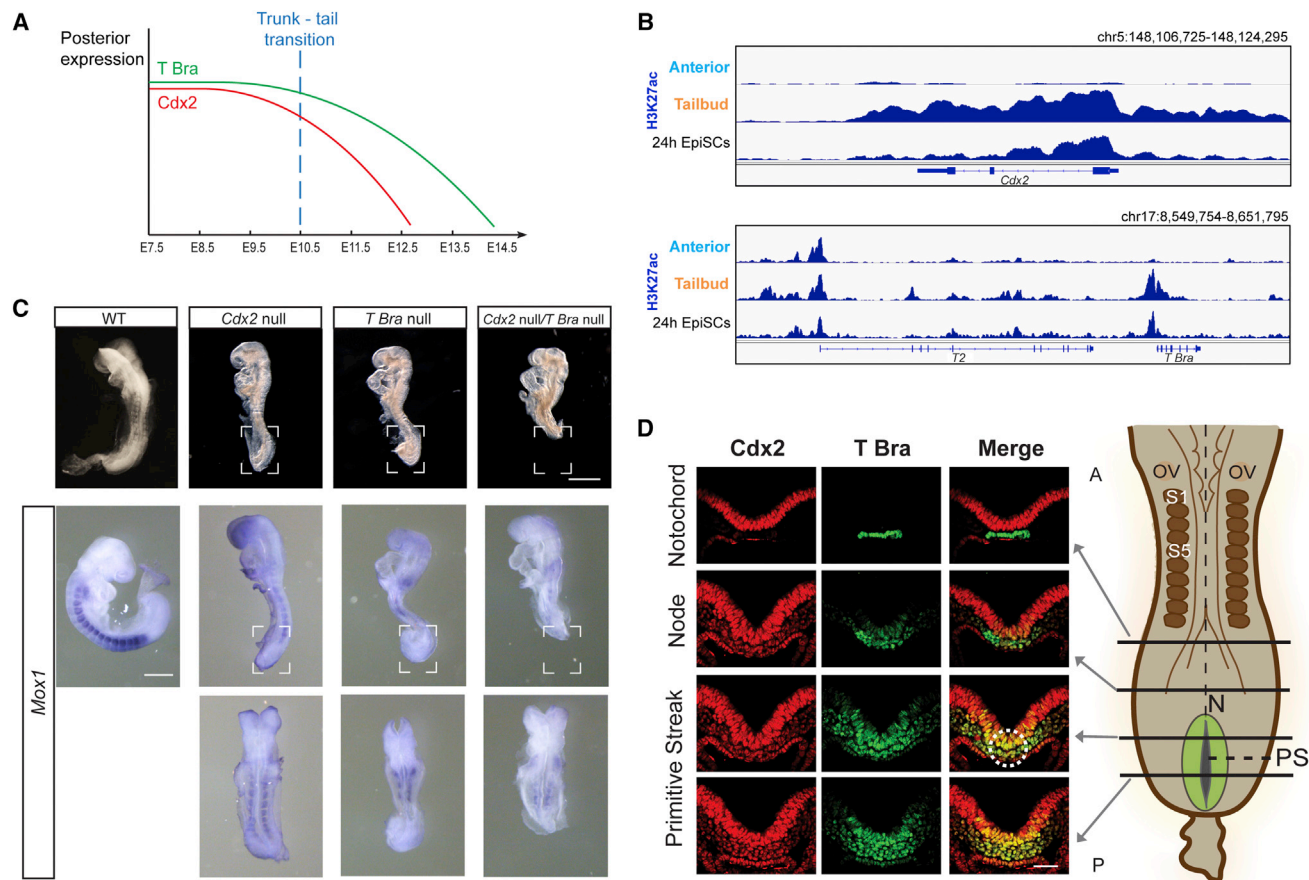 A
Posterior
expression
Trunk - tail
transition
T Bra
Cdx2
E7.5 E8.5 E9.5 E10.5 E11.5 E12.5 E13.5 E14.5
B
chr5:148,106,725-148,124,295
H3K27ac
Anterior
Tailbud
24h EpiSCs
Cdx2
chr17:8,549,754-8,651,795
H3K27ac
Anterior
Tailbud
24h EpiSCs
T2 T Bra
C
WT Cdx2 null T Bra null Cdx2 null/T Bra null
Mox1
D
Cdx2 T Bra Merge
Notochord
Node
Primitive Streak
A
OV OV
S1
S5
N
PS
P